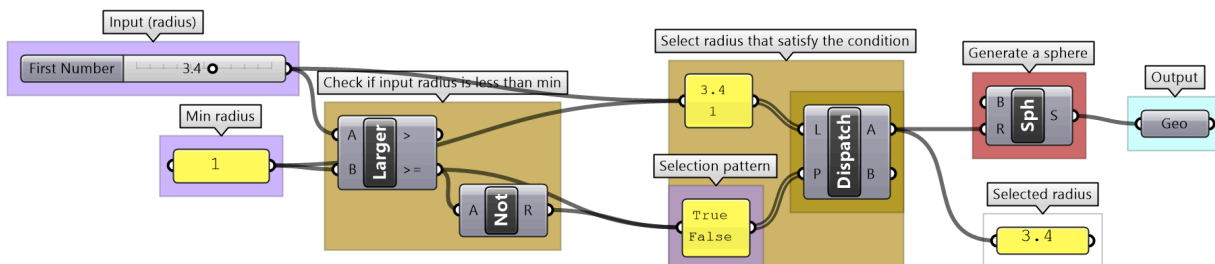 Input (radius)
First Number
3.4
Min radius
1
Check if input radius is less than min
A
B
Larger
>
>=
A
Not
R
Select radius that satisfy the condition
3.4
1
Selection pattern
True
False
L
P
Dispatch
A
B
Generate a sphere
B
R
Sph
S
Output
Geo
Selected radius
3.4